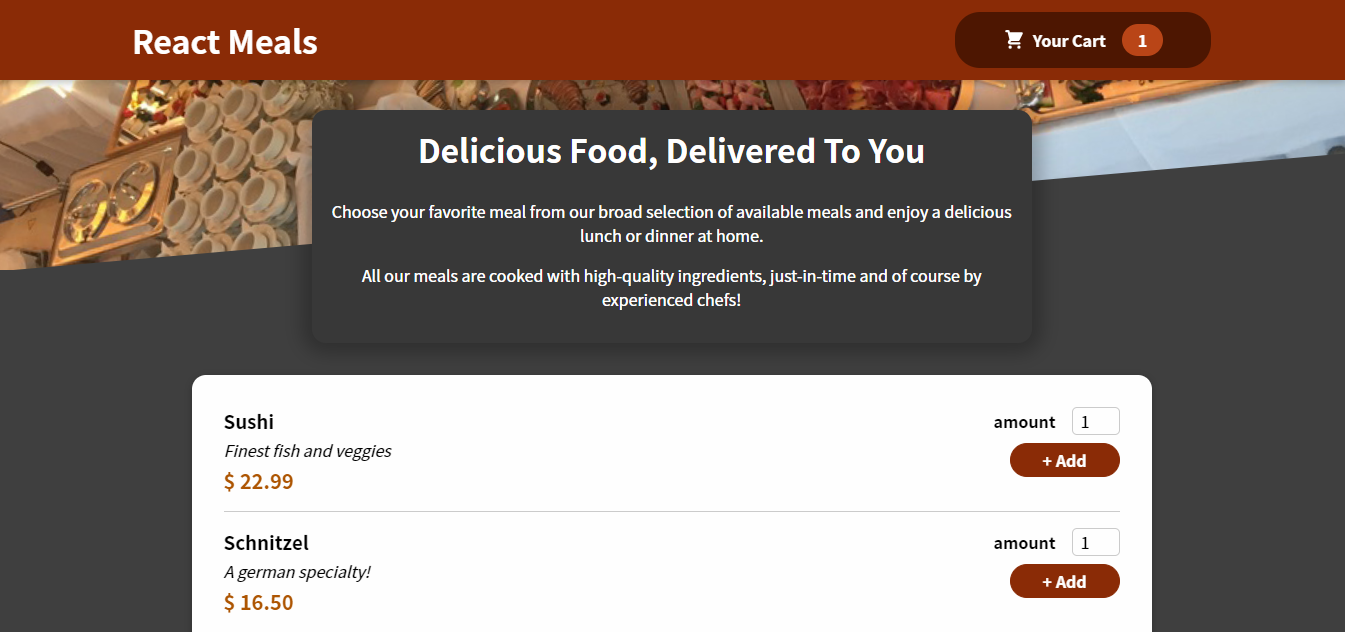 React Meals
Your Cart 1
Delicious Food, Delivered To You
Choose your favorite meal from our broad selection of available meals and enjoy a delicious
lunch or dinner at home.
All our meals are cooked with high-quality ingredients, just-in-time and of course by
experienced chefs!
Sushi
amount 1
Finest fish and veggies
+ Add
$ 22.99
Schnitzel
amount 1
A german specialty!
+ Add
$ 16.50